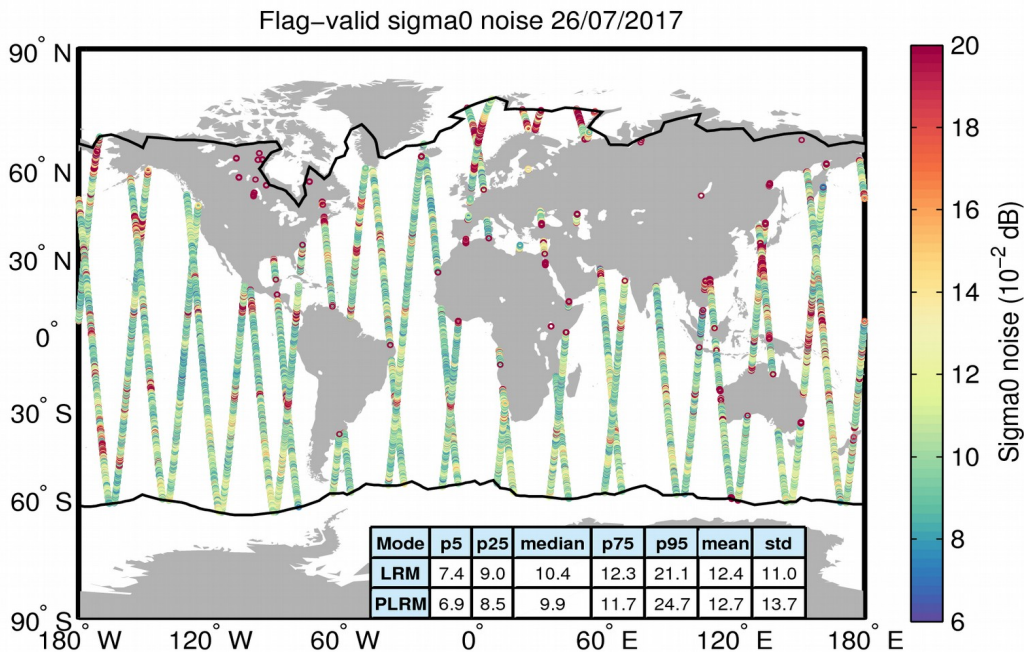 Flag−valid sigma0 noise 26/07/2017
90° N
60° N
30° N
0°
30° S
60° S
90° S
180° W
120° W
60° W
0°
60° E
120° E
180° E
20
18
16
14
12
10
8
6
Sigma0 noise (10⁻² dB)
Mode p5 p25 median p75 p95 mean std
LRM 7.4 9.0 10.4 12.3 21.1 12.4 11.0
PLRM 6.9 8.5 9.9 11.7 24.7 12.7 13.7